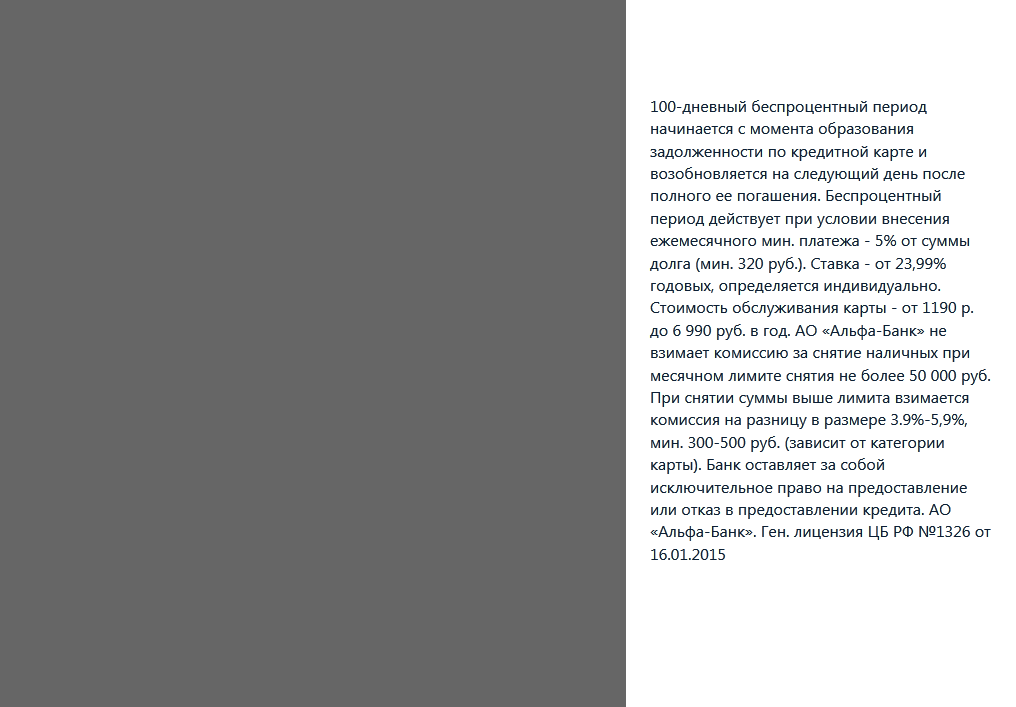 100-дневный беспроцентный период
начинается с момента образования
задолженности по кредитной карте и
возобновляется на следующий день после
полного ее погашения. Беспроцентный
период действует при условии внесения
ежемесячного мин. платежа - 5% от суммы
долга (мин. 320 руб.). Ставка - от 23,99%
годовых, определяется индивидуально.
Стоимость обслуживания карты - от 1190 р.
до 6 990 руб. в год. АО «Альфа-Банк» не
взимает комиссию за снятие наличных при
месячном лимите снятия не более 50 000 руб.
При снятии суммы выше лимита взимается
комиссия на разницу в размере 3.9%-5,9%,
мин. 300-500 руб. (зависит от категории
карты). Банк оставляет за собой
исключительное право на предоставление
или отказ в предоставлении кредита. АО
«Альфа-Банк». Ген. лицензия ЦБ РФ №1326 от
16.01.2015